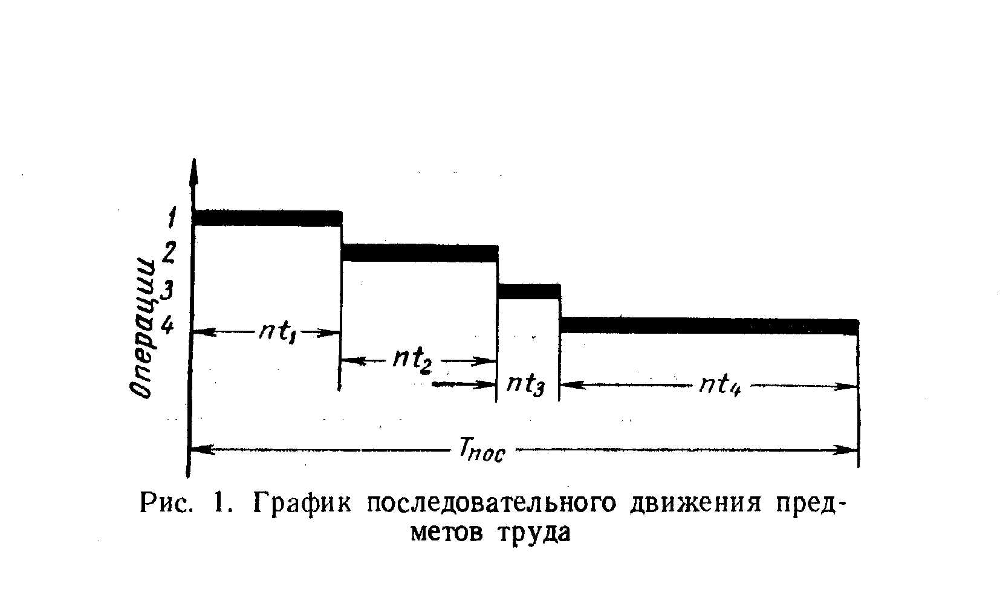 1
2
3
4
Операции
nt₁
nt₂
nt₃
nt₄
Tпос
Рис. 1. График последовательного движения пред-
метов труда